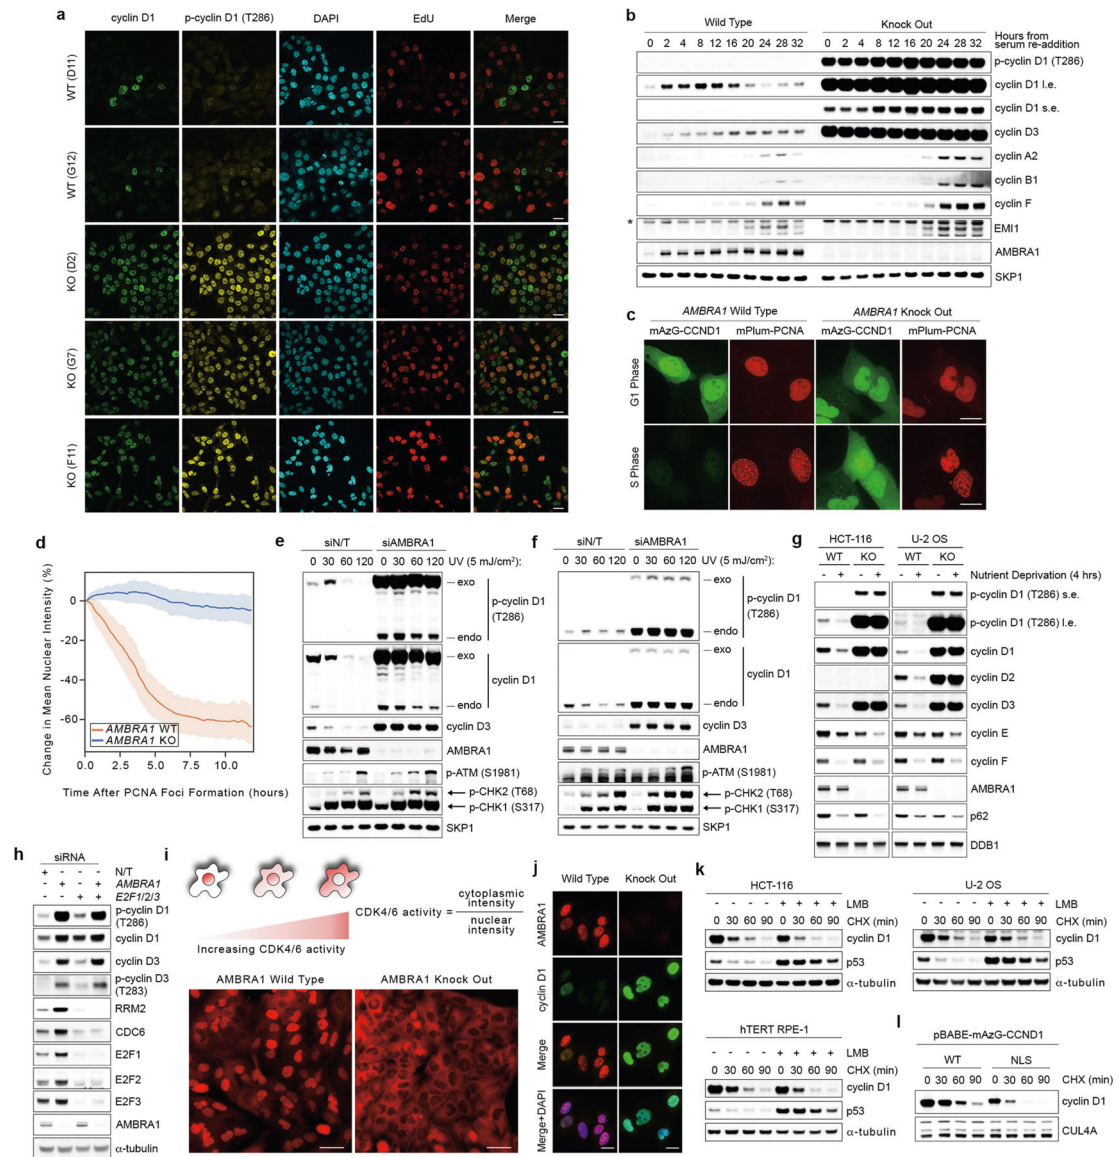 a
cyclin D1 p-cyclin D1 (T286) DAPI EdU Merge
WT (D11)
WT (G12)
KO (D2)
KO (G7)
KO (F11)
b
Wild Type Knock Out
0 2 4 8 12 16 20 24 28 32 0 2 4 8 12 16 20 24 28 32 Hours from
serum re-addition
p-cyclin D1 (T286)
cyclin D1 l.e.
cyclin D1 s.e.
cyclin D3
cyclin A2
cyclin B1
cyclin F
* EMI1
AMBRA1
SKP1
c
AMBRA1 Wild Type AMBRA1 Knock Out
mAzG-CCND1 mPlum-PCNA mAzG-CCND1 mPlum-PCNA
G1 Phase
S Phase
d
Change in Mean Nuclear Intensity (%)
0
-20
-40
-60
AMBRA1 WT
AMBRA1 KO
0.0 2.5 5.0 7.5 10.0
Time After PCNA Foci Formation (hours)
e
siN/T siAMBRA1
0 30 60 120 0 30 60 120 UV (5 mJ/cm²):
exo
p-cyclin D1
(T286)
endo
exo
cyclin D1
endo
cyclin D3
AMBRA1
p-ATM (S1981)
p-CHK2 (T68)
p-CHK1 (S317)
SKP1
f
siN/T siAMBRA1
0 30 60 120 0 30 60 120 UV (5 mJ/cm²):
exo
p-cyclin D1
(T286)
endo
exo
cyclin D1
endo
cyclin D3
AMBRA1
p-ATM (S1981)
p-CHK2 (T68)
p-CHK1 (S317)
SKP1
g
HCT-116 U-2 OS
WT KO WT KO
- + - + - + - + Nutrient Deprivation (4 hrs)
p-cyclin D1 (T286) s.e.
p-cyclin D1 (T286) l.e.
cyclin D1
cyclin D2
cyclin D3
cyclin E
cyclin F
AMBRA1
p62
DDB1
h
siRNA
+ - - - N/T
- + - + AMBRA1
- - + + E2F1/2/3
p-cyclin D1
(T286)
cyclin D1
cyclin D3
p-cyclin D3
(T283)
RRM2
CDC6
E2F1
E2F2
E2F3
AMBRA1
α-tubulin
i
CDK4/6 activity = cytoplasmic
intensity
nuclear
intensity
Increasing CDK4/6 activity
AMBRA1 Wild Type AMBRA1 Knock Out
j
Wild Type Knock Out
AMBRA1
cyclin D1
Merge
Merge+DAPI
k
HCT-116
- - - - + + + + LMB
0 30 60 90 0 30 60 90 CHX (min)
cyclin D1
p53
α-tubulin
U-2 OS
- - - - + + + + LMB
0 30 60 90 0 30 60 90 CHX (min)
cyclin D1
p53
α-tubulin
hTERT RPE-1
- - - - + + + + LMB
0 30 60 90 0 30 60 90 CHX (min)
cyclin D1
p53
α-tubulin
l
pBABE-mAzG-CCND1
WT NLS
0 30 60 90 0 30 60 90 CHX (min)
cyclin D1
CUL4A